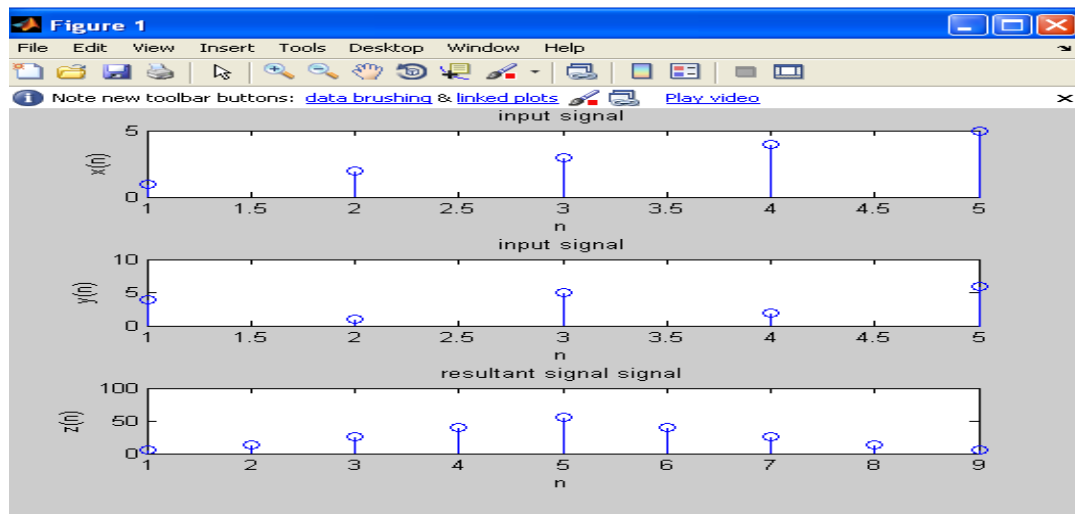 Figure 1
File Edit View Insert Tools Desktop Window Help
Note new toolbar buttons: data brushing & linked plots Play video
input signal
5
x(n)
0
1 1.5 2 2.5 3 3.5 4 4.5 5
n
input signal
10
y(n)
5
0
1 1.5 2 2.5 3 3.5 4 4.5 5
n
resultant signal signal
100
z(n)
50
0
1 2 3 4 5 6 7 8 9
n